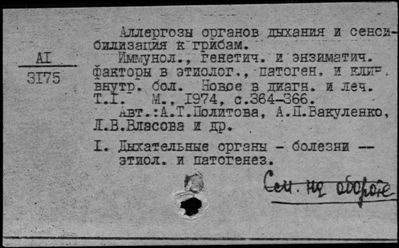 Аллергозы органов дыхания и сенси-
билизация к грибам.
АI
3175
Иммунол., генетич. и энзиматич.
факторы в этиолог., патоген. и клин.
внутр. бол. Новое в диагн. и леч.
Т.I. М., I974, с.364-366.
Авт.:А.Т.Политова, А.П.Вакуленко,
Л.В.Власова и др.
I. Дыхательные органы - болезни --
этиол. и патогенез.
См. на обороте